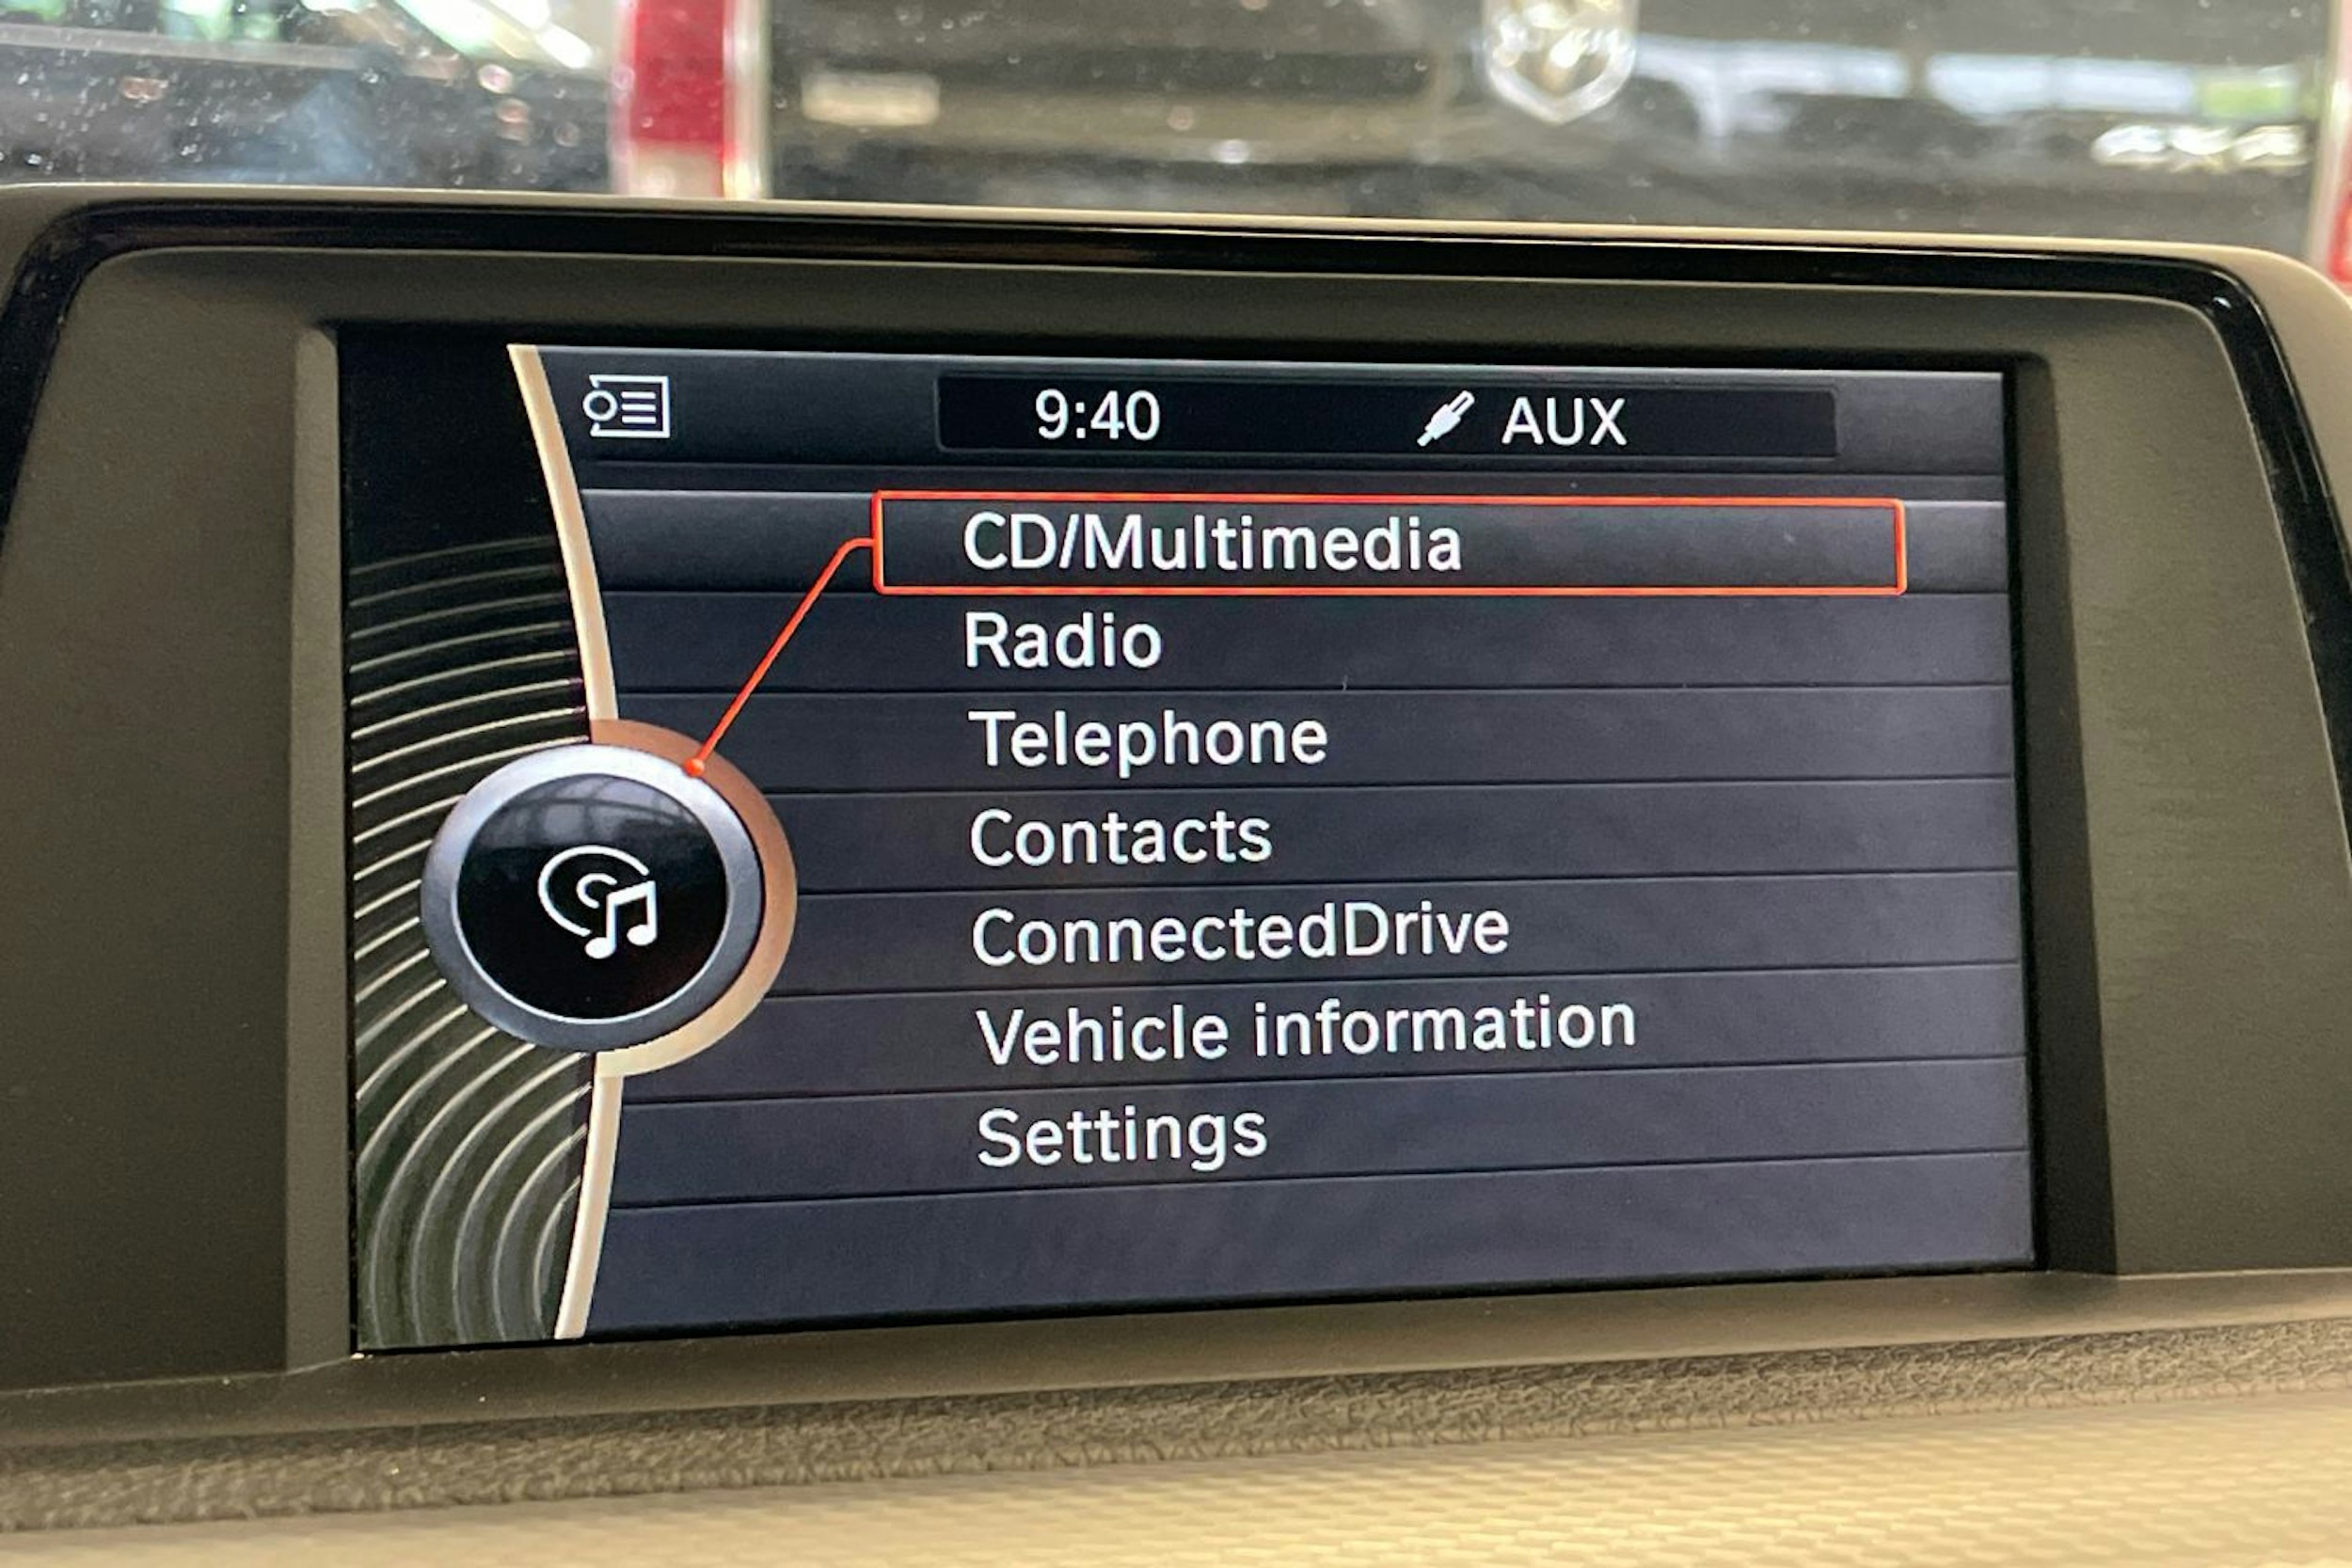 9:40 AUX
CD/Multimedia
Radio
Telephone
Contacts
ConnectedDrive
Vehicle information
Settings